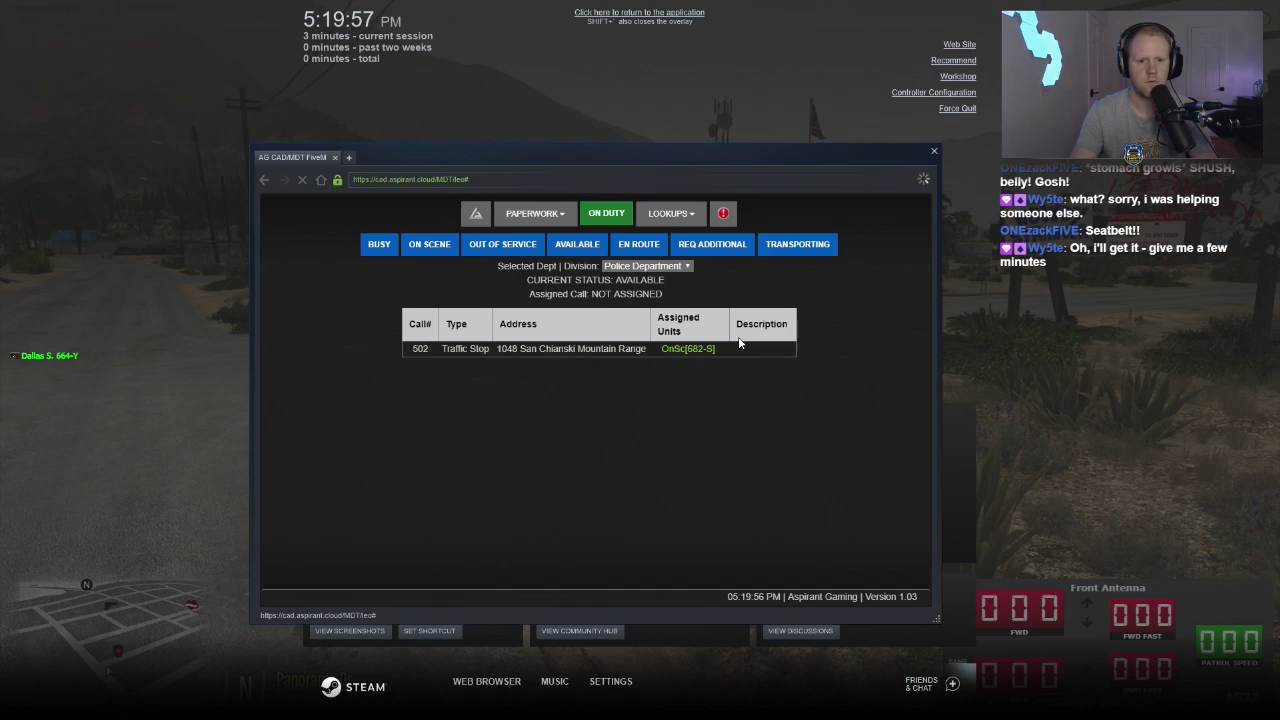 5:19:57 PM
3 minutes - current session
0 minutes - past two weeks
0 minutes - total
Click here to return to the application
SHIFT+` also closes the overlay
Web Site
Recommend
Workshop
Controller Configuration
Force Quit
ONEzackFIVE: *stomach growls* SHUSH, belly! Gosh!
Wy5te: what? sorry, i was helping someone else.
ONEzackFIVE: Seatbelt!!
Wy5te: Oh, i'll get it - give me a few minutes
AG CAD/MDT FiveM
https://cad.aspirant.cloud/MDT/leo#
PAPERWORK ON DUTY LOOKUPS
BUSY ON SCENE OUT OF SERVICE AVAILABLE EN ROUTE REQ ADDITIONAL TRANSPORTING
Selected Dept | Division: Police Department
CURRENT STATUS: AVAILABLE
Assigned Call: NOT ASSIGNED
Call# Type Address Assigned Units Description
502 Traffic Stop 1048 San Chianski Mountain Range OnSc[682-S]
05:19:56 PM | Aspirant Gaming | Version 1.03
https://cad.aspirant.cloud/MDT/leo#
Dallas S. 664-Y
N
VIEW SCREENSHOTS GET SHORTCUT VIEW COMMUNITY HUB VIEW DISCUSSIONS
Front Antenna
000 FWD
000 FWD FAST
000 PATROL SPEED
N Panorama
STEAM WEB BROWSER MUSIC SETTINGS
FRIENDS & CHAT